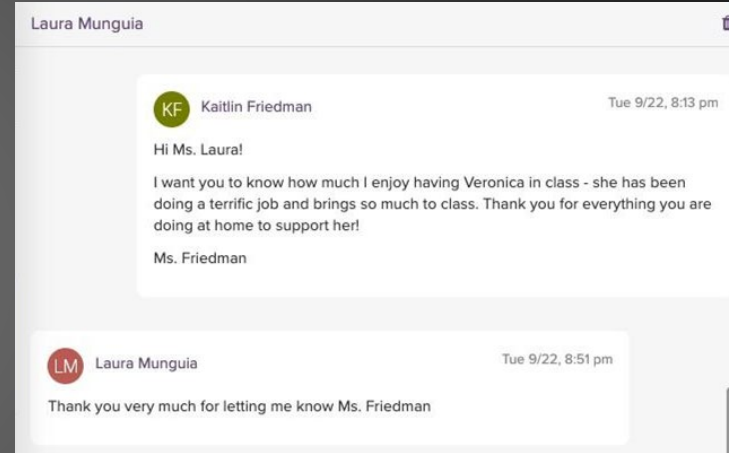 Laura Munguia
KF
Kaitlin Friedman
Tue 9/22, 8:13 pm
Hi Ms. Laura!
I want you to know how much I enjoy having Veronica in class - she has been
doing a terrific job and brings so much to class. Thank you for everything you are
doing at home to support her!
Ms. Friedman
LM
Laura Munguia
Tue 9/22, 8:51 pm
Thank you very much for letting me know Ms. Friedman